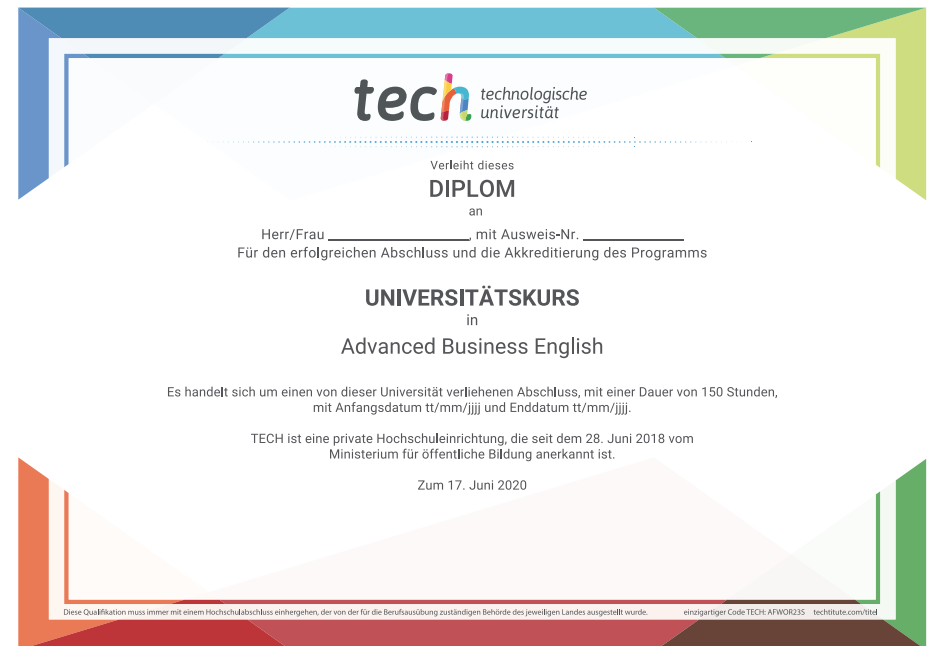 tech technologische
universität
Verleiht dieses
DIPLOM
an
Herr/Frau ____________________, mit Ausweis-Nr. ______________
Für den erfolgreichen Abschluss und die Akkreditierung des Programms
UNIVERSITÄTSKURS
in
Advanced Business English
Es handelt sich um einen von dieser Universität verliehenen Abschluss, mit einer Dauer von 150 Stunden,
mit Anfangsdatum tt/mm/jjjj und Enddatum tt/mm/jjjj.
TECH ist eine private Hochschuleinrichtung, die seit dem 28. Juni 2018 vom
Ministerium für öffentliche Bildung anerkannt ist.
Zum 17. Juni 2020
Diese Qualifikation muss immer mit einem Hochschulabschluss einhergehen, der von der für die Berufsausübung zuständigen Behörde des jeweiligen Landes ausgestellt wurde. einzigartiger Code TECH: AFWOR23S techtitute.com/titel